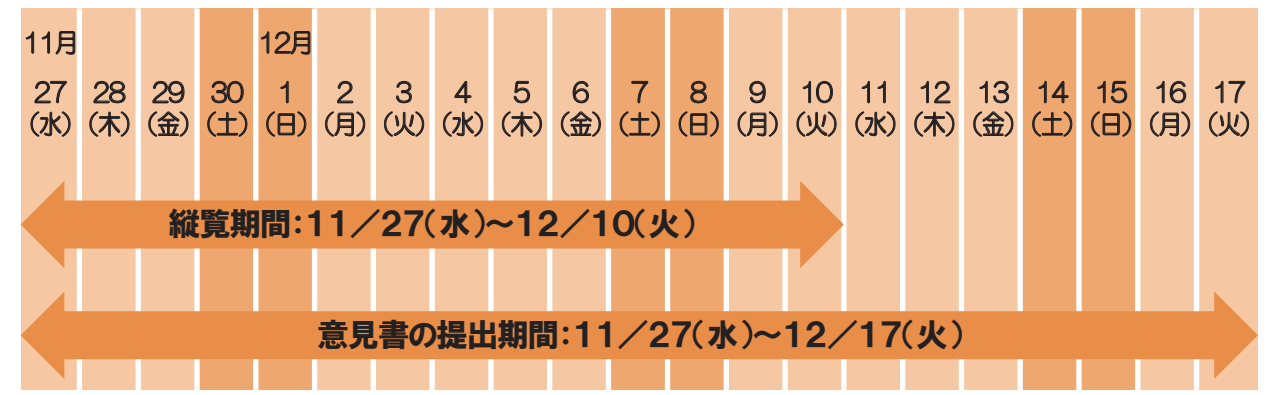 11月 12月
27 28 29 30 1 2 3 4 5 6 7 8 9 10 11 12 13 14 15 16 17
(水) (木) (金) (土) (日) (月) (火) (水) (木) (金) (土) (日) (月) (火) (水) (木) (金) (土) (日) (月) (火)
縦覧期間:11/27(水)〜12/10(火)
意見書の提出期間:11/27(水)〜12/17(火)